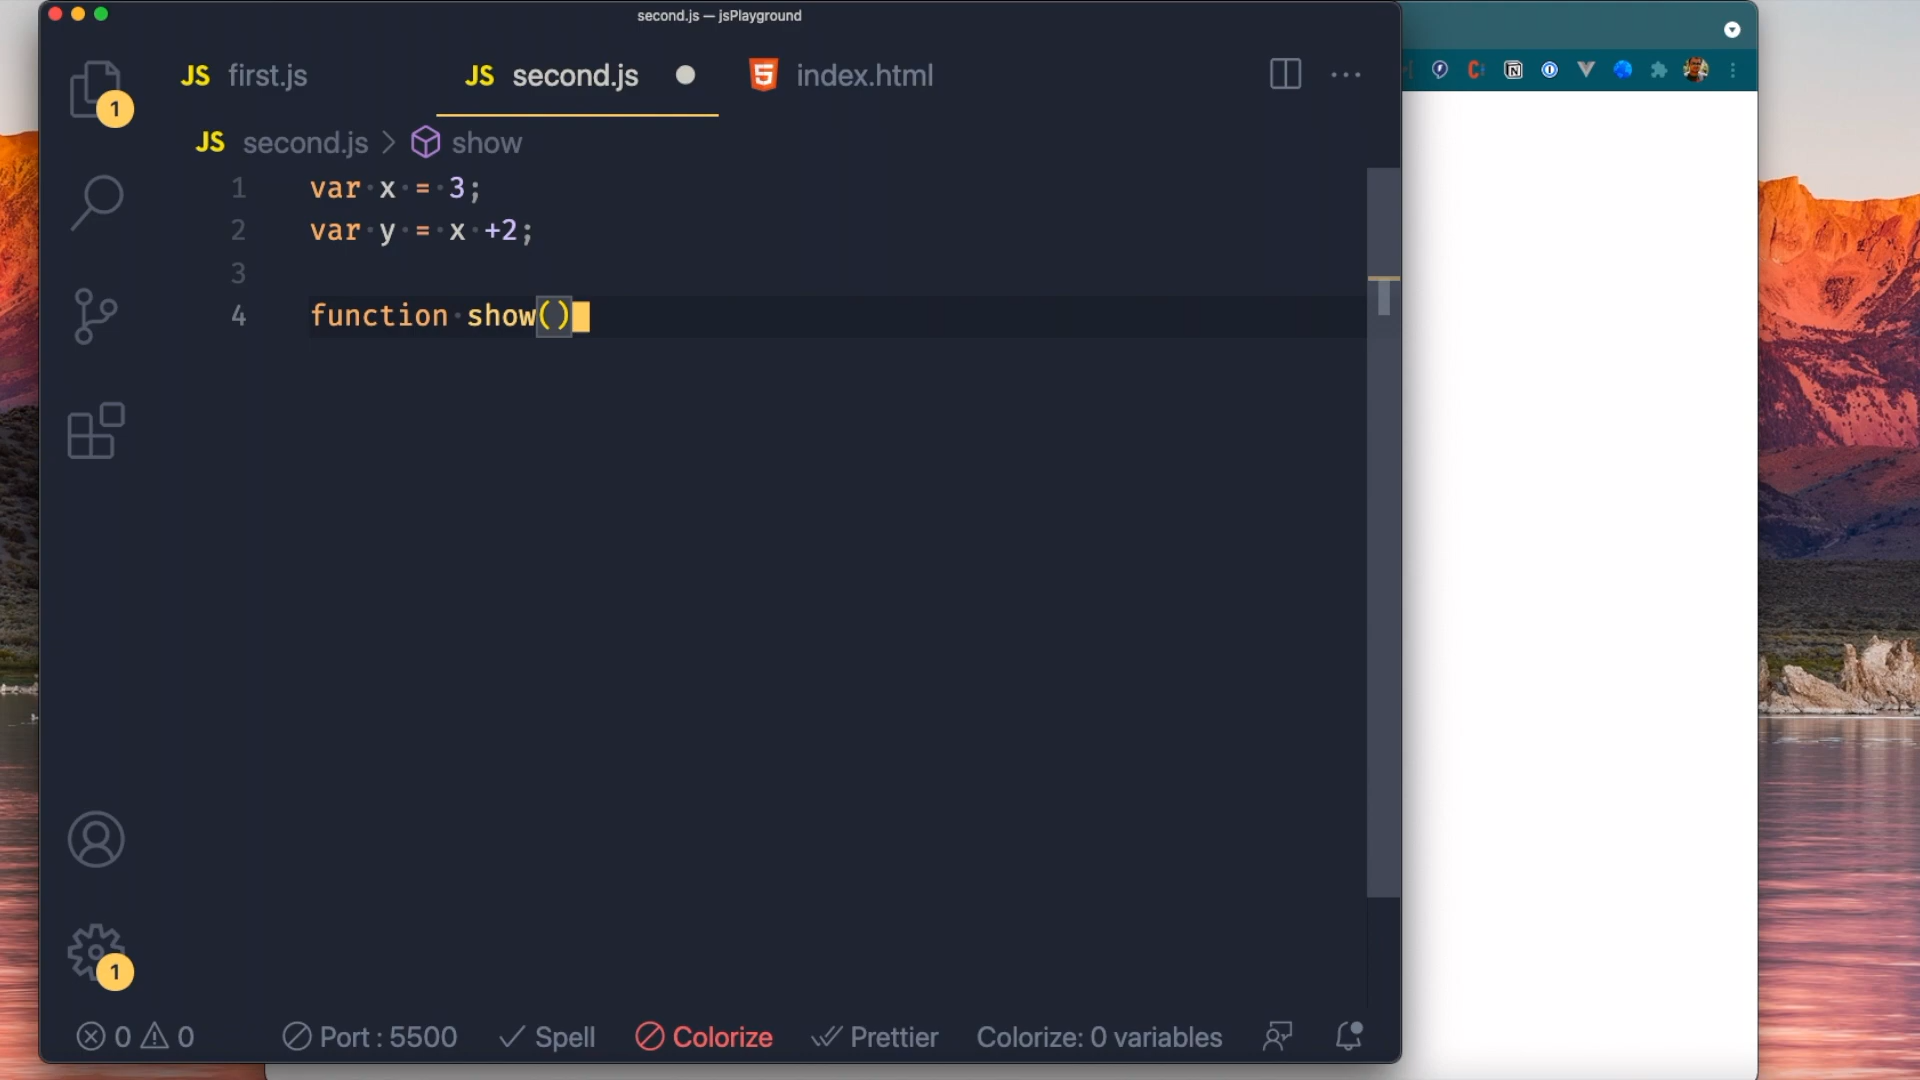 second.js — jsPlayground
JS first.js JS second.js index.html
JS second.js > show
1 var x = 3;
2 var y = x +2;
3
4 function show()
1
1
0 0 Port : 5500 Spell Colorize Prettier Colorize: 0 variables